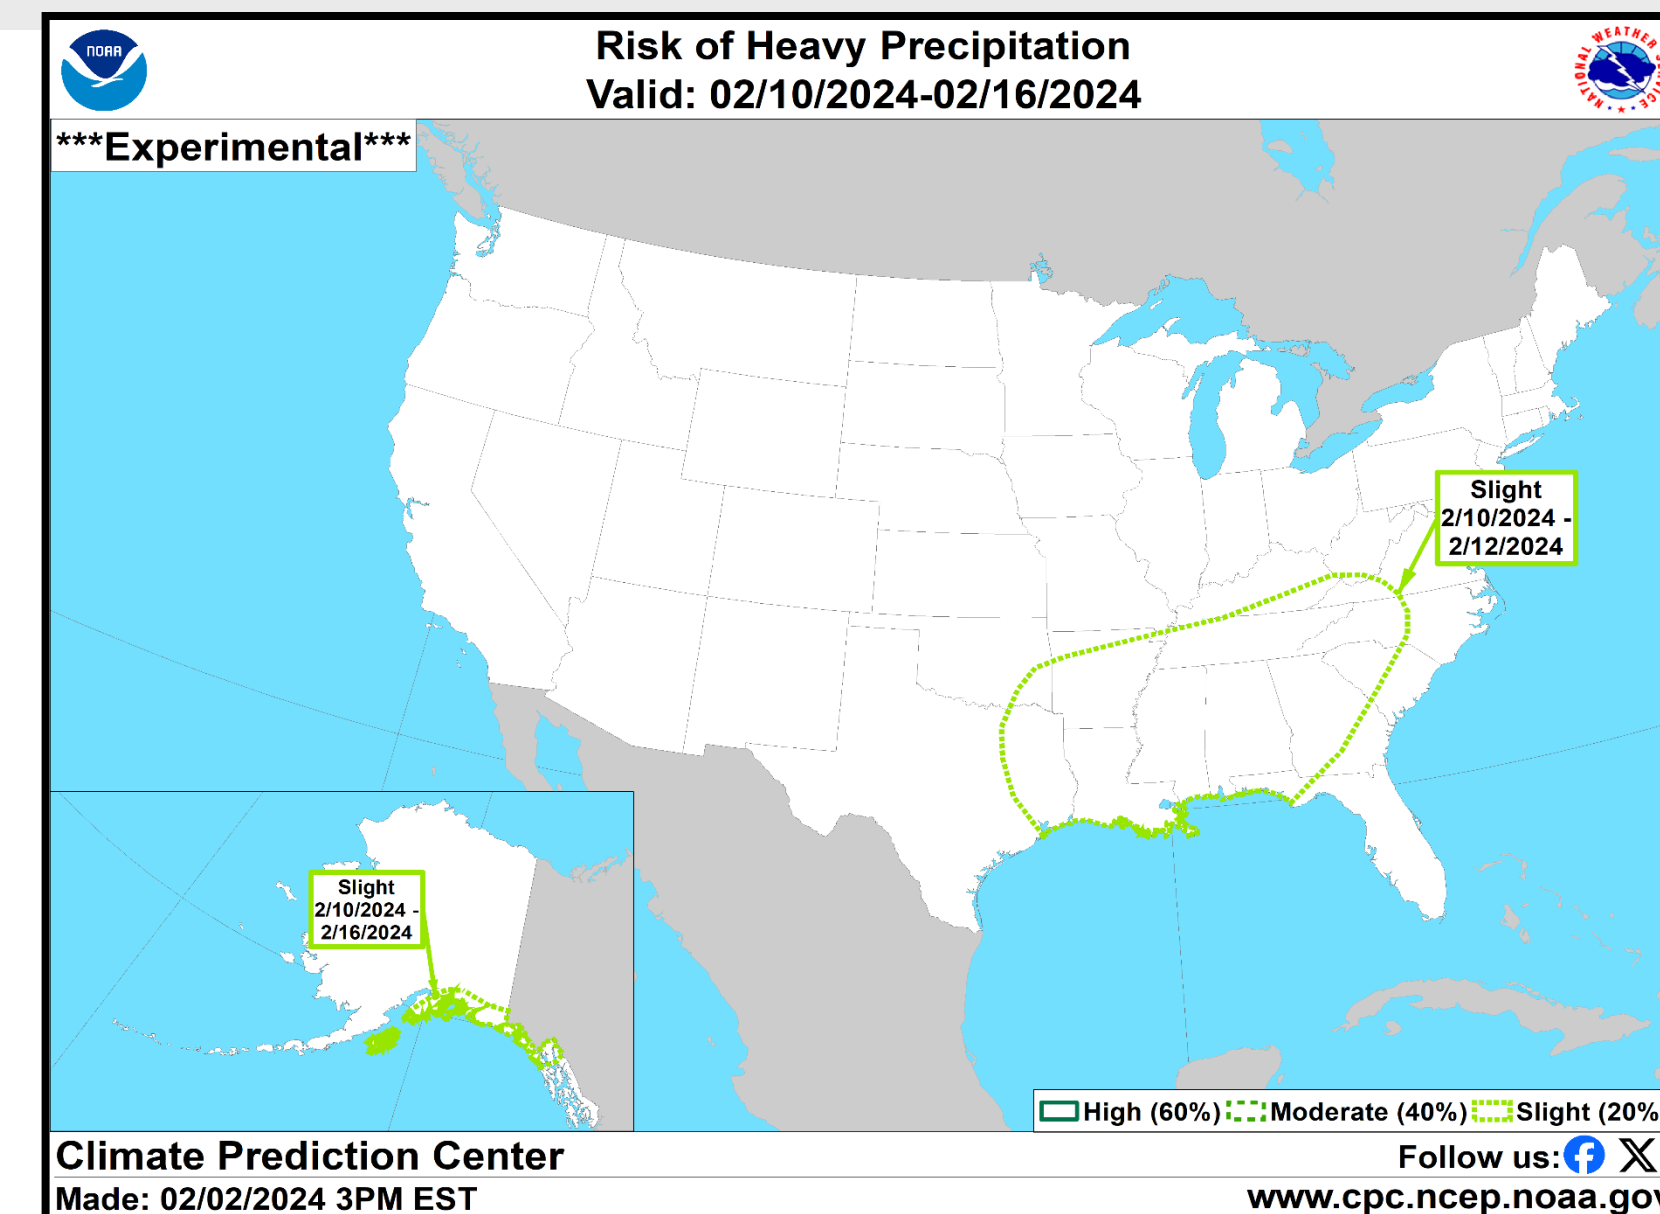 NOAA
Risk of Heavy Precipitation
Valid: 02/10/2024-02/16/2024
NATIONAL WEATHER
***Experimental***
Slight
2/10/2024 -
2/12/2024
Slight
2/10/2024 -
2/16/2024
High (60%) Moderate (40%) Slight (20%
Climate Prediction Center
Follow us:
Made: 02/02/2024 3PM EST
www.cpc.ncep.noaa.gov